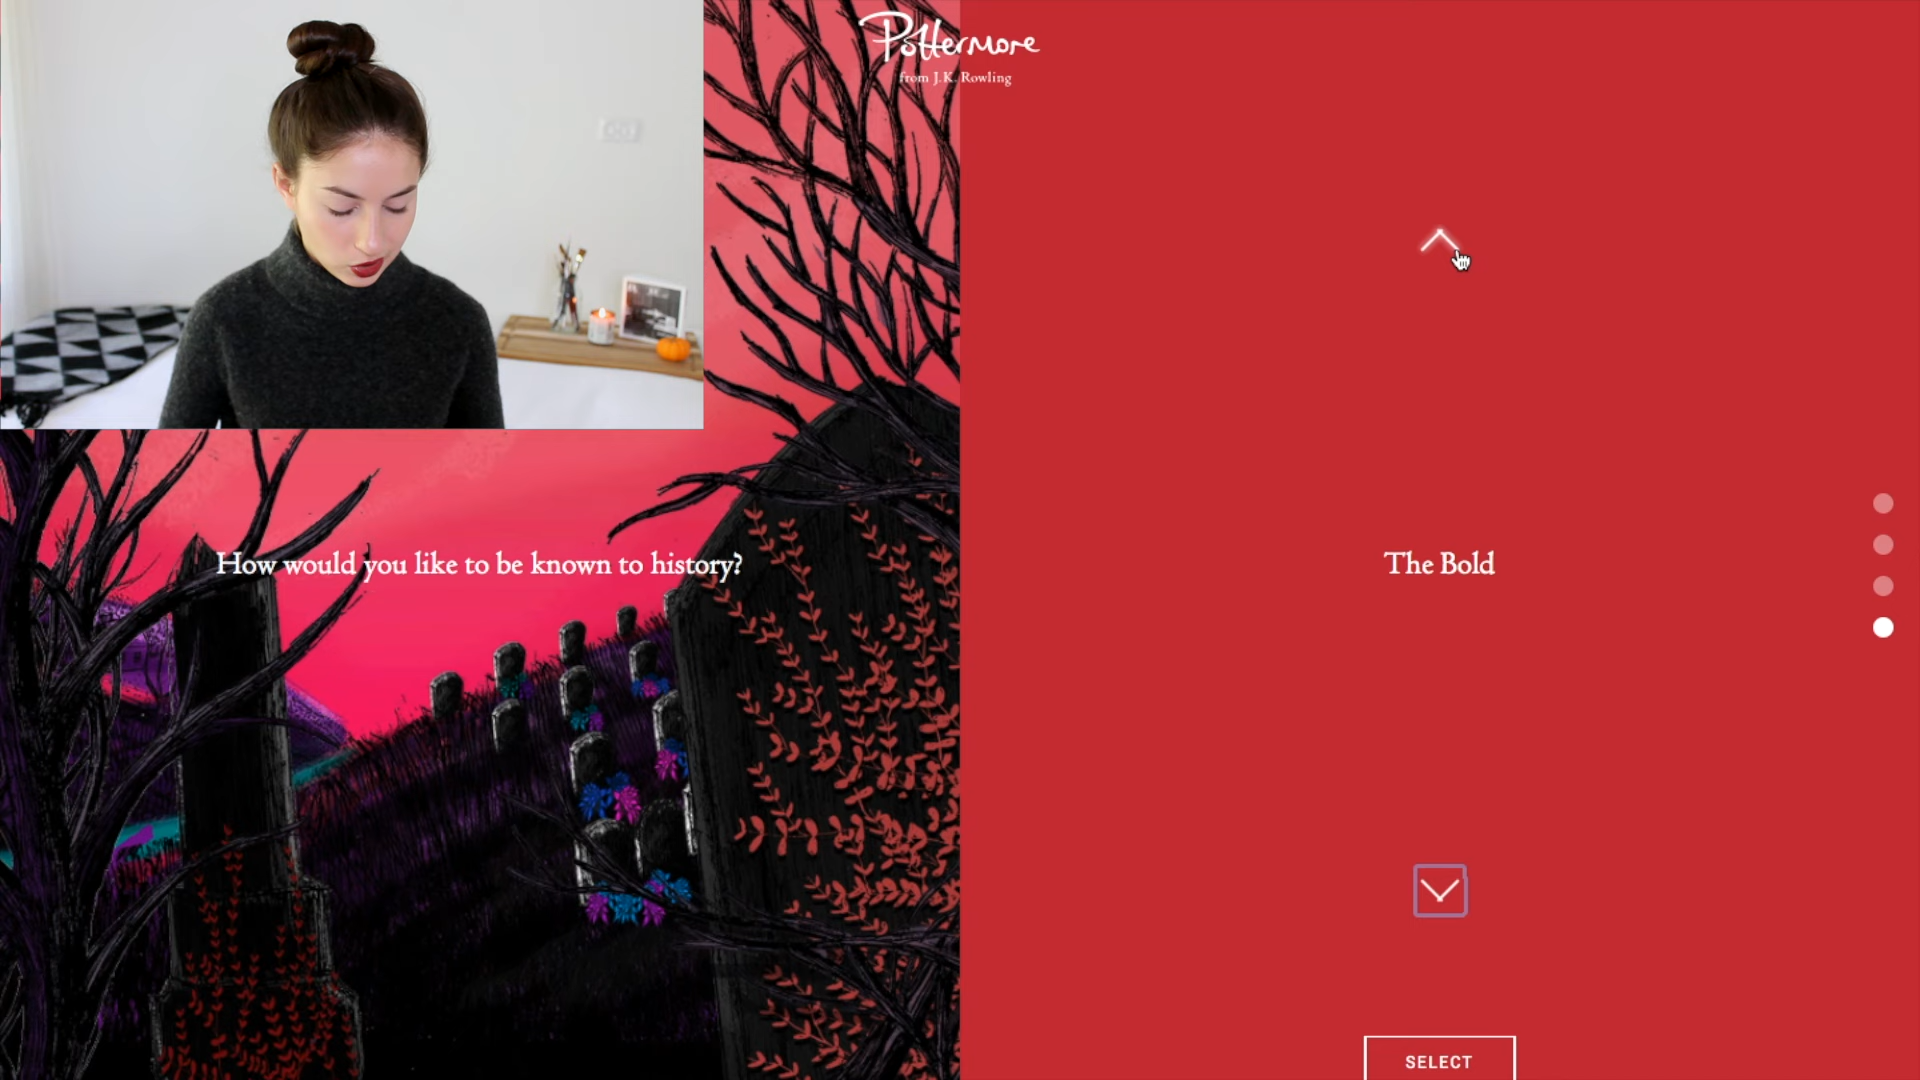 Pottermore
from J.K. Rowling
How would you like to be known to history?
The Bold
SELECT